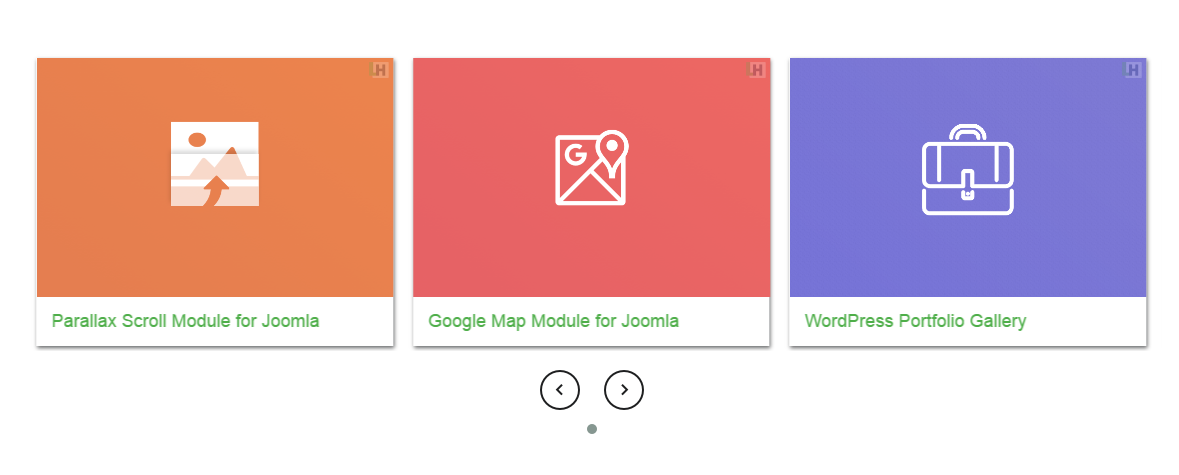 H
H
H
G
Parallax Scroll Module for Joomla
Google Map Module for Joomla
WordPress Portfolio Gallery